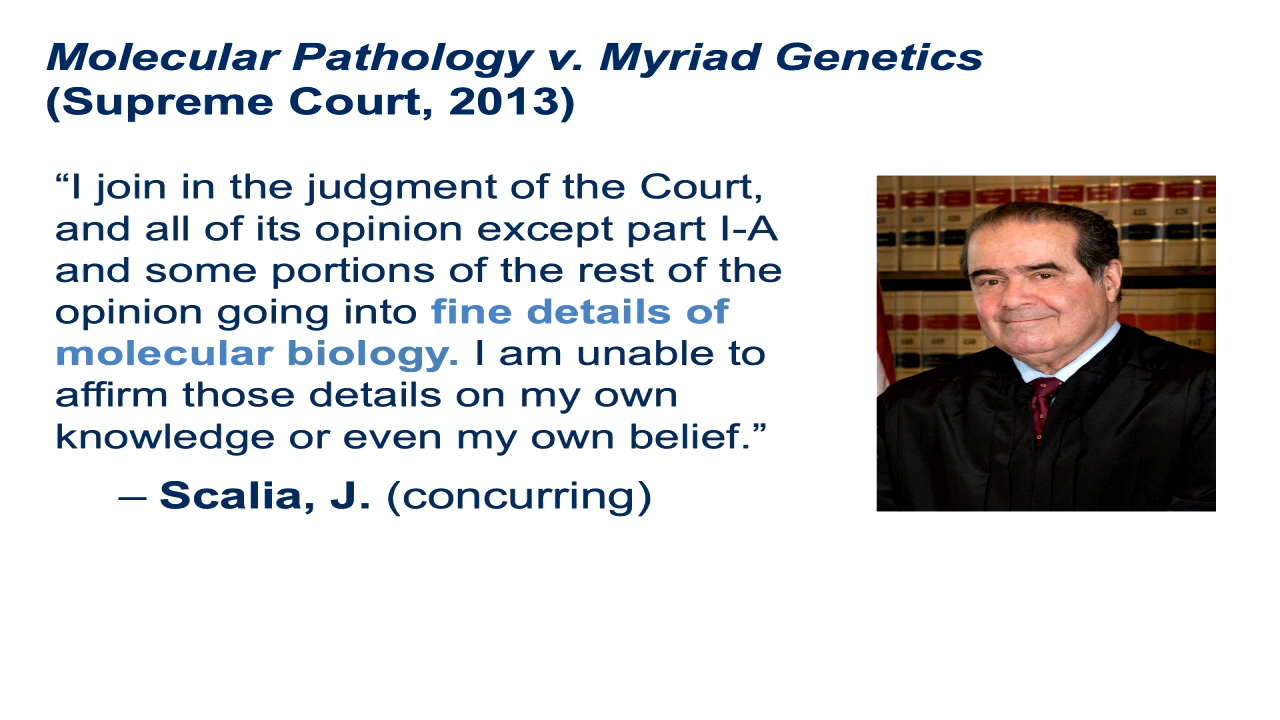 Molecular Pathology v. Myriad Genetics
(Supreme Court, 2013)
“I join in the judgment of the Court,
and all of its opinion except part I-A
and some portions of the rest of the
opinion going into fine details of
molecular biology. I am unable to
affirm those details on my own
knowledge or even my own belief.”
– Scalia, J. (concurring)